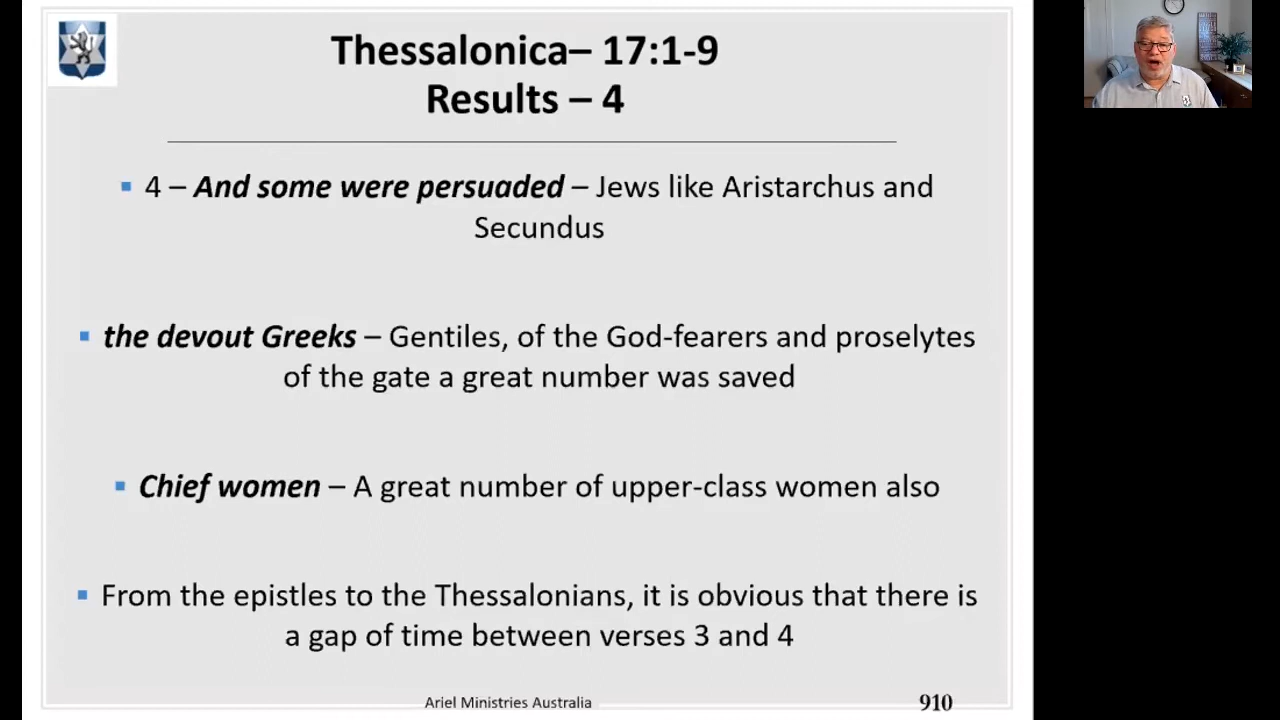 Thessalonica– 17:1-9
Results – 4
▪ 4 – And some were persuaded – Jews like Aristarchus and
Secundus
▪ the devout Greeks – Gentiles, of the God-fearers and proselytes
of the gate a great number was saved
▪ Chief women – A great number of upper-class women also
▪ From the epistles to the Thessalonians, it is obvious that there is
a gap of time between verses 3 and 4
Ariel Ministries Australia
910